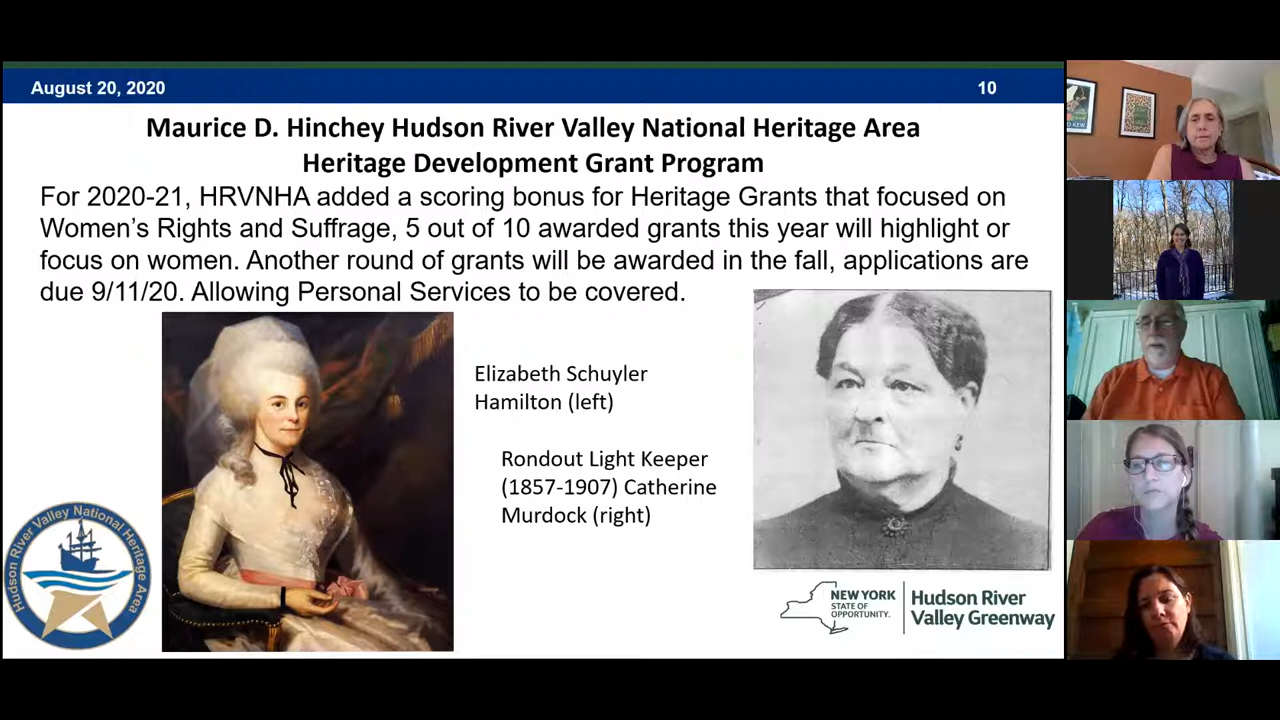 August 20, 2020
10
Maurice D. Hinchey Hudson River Valley National Heritage Area
Heritage Development Grant Program
For 2020-21, HRVNHA added a scoring bonus for Heritage Grants that focused on
Women’s Rights and Suffrage, 5 out of 10 awarded grants this year will highlight or
focus on women. Another round of grants will be awarded in the fall, applications are
due 9/11/20. Allowing Personal Services to be covered.
Elizabeth Schuyler
Hamilton (left)
Rondout Light Keeper
(1857-1907) Catherine
Murdock (right)
Hudson River Valley National Heritage Area
NEW YORK
STATE OF
OPPORTUNITY.
Hudson River
Valley Greenway